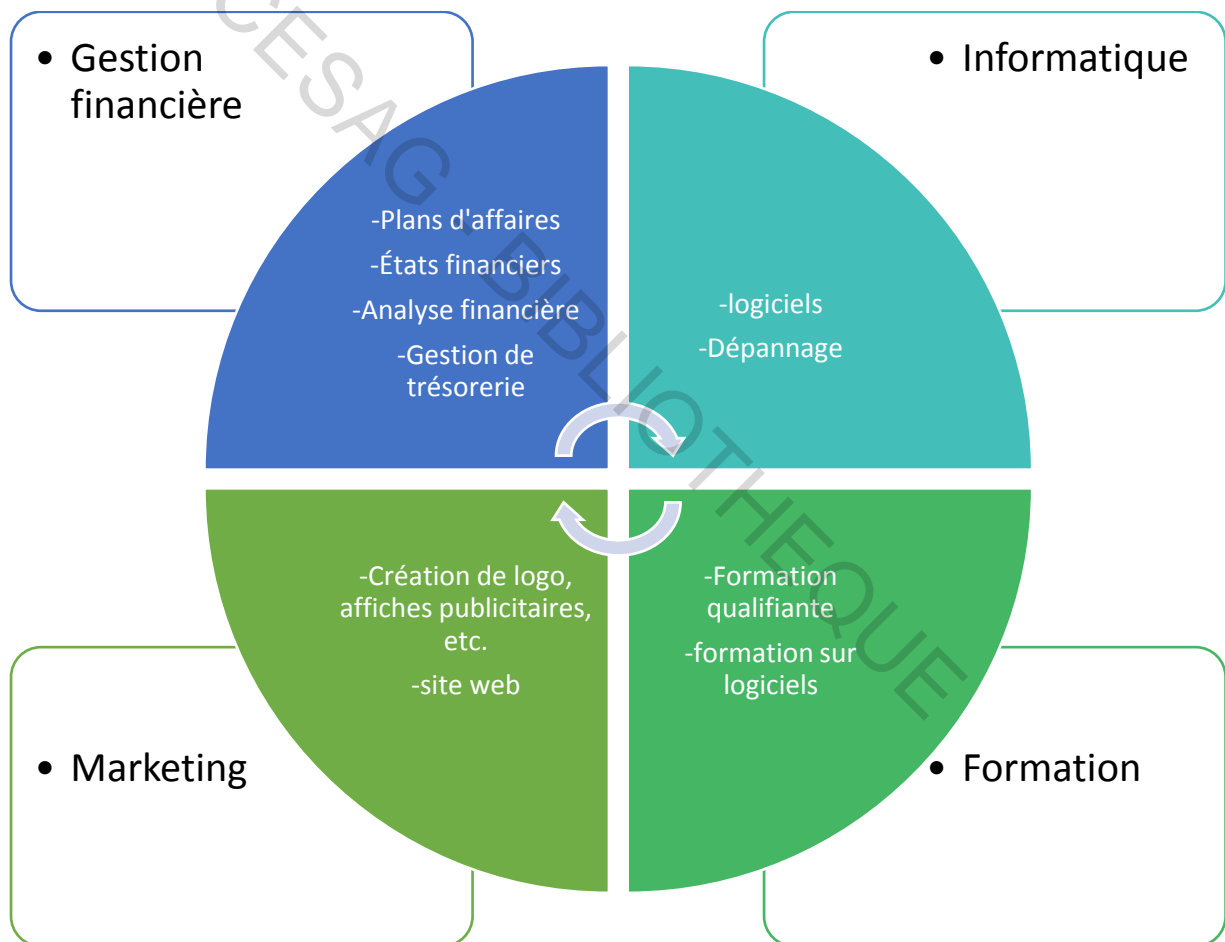 • Gestion
financière
• Informatique
-Plans d'affaires
-États financiers
-Analyse financière
-Gestion de
trésorerie
-logiciels
-Dépannage
-Création de logo,
affiches publicitaires,
etc.
-site web
-Formation
qualifiante
-formation sur
logiciels
• Marketing
• Formation
CESAG - BIBLIOTHEQUE